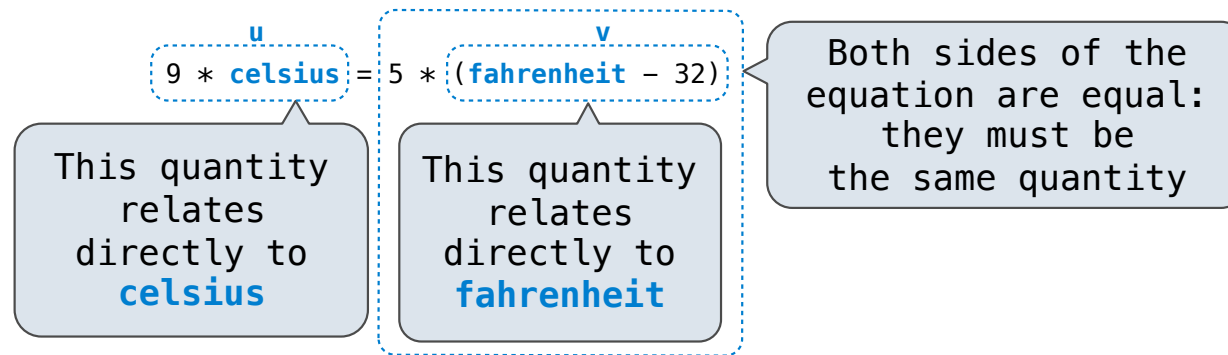 u
v
9 * celsius = 5 * (fahrenheit − 32)
This quantity
relates
directly to
celsius
This quantity
relates
directly to
fahrenheit
Both sides of the
equation are equal:
they must be
the same quantity